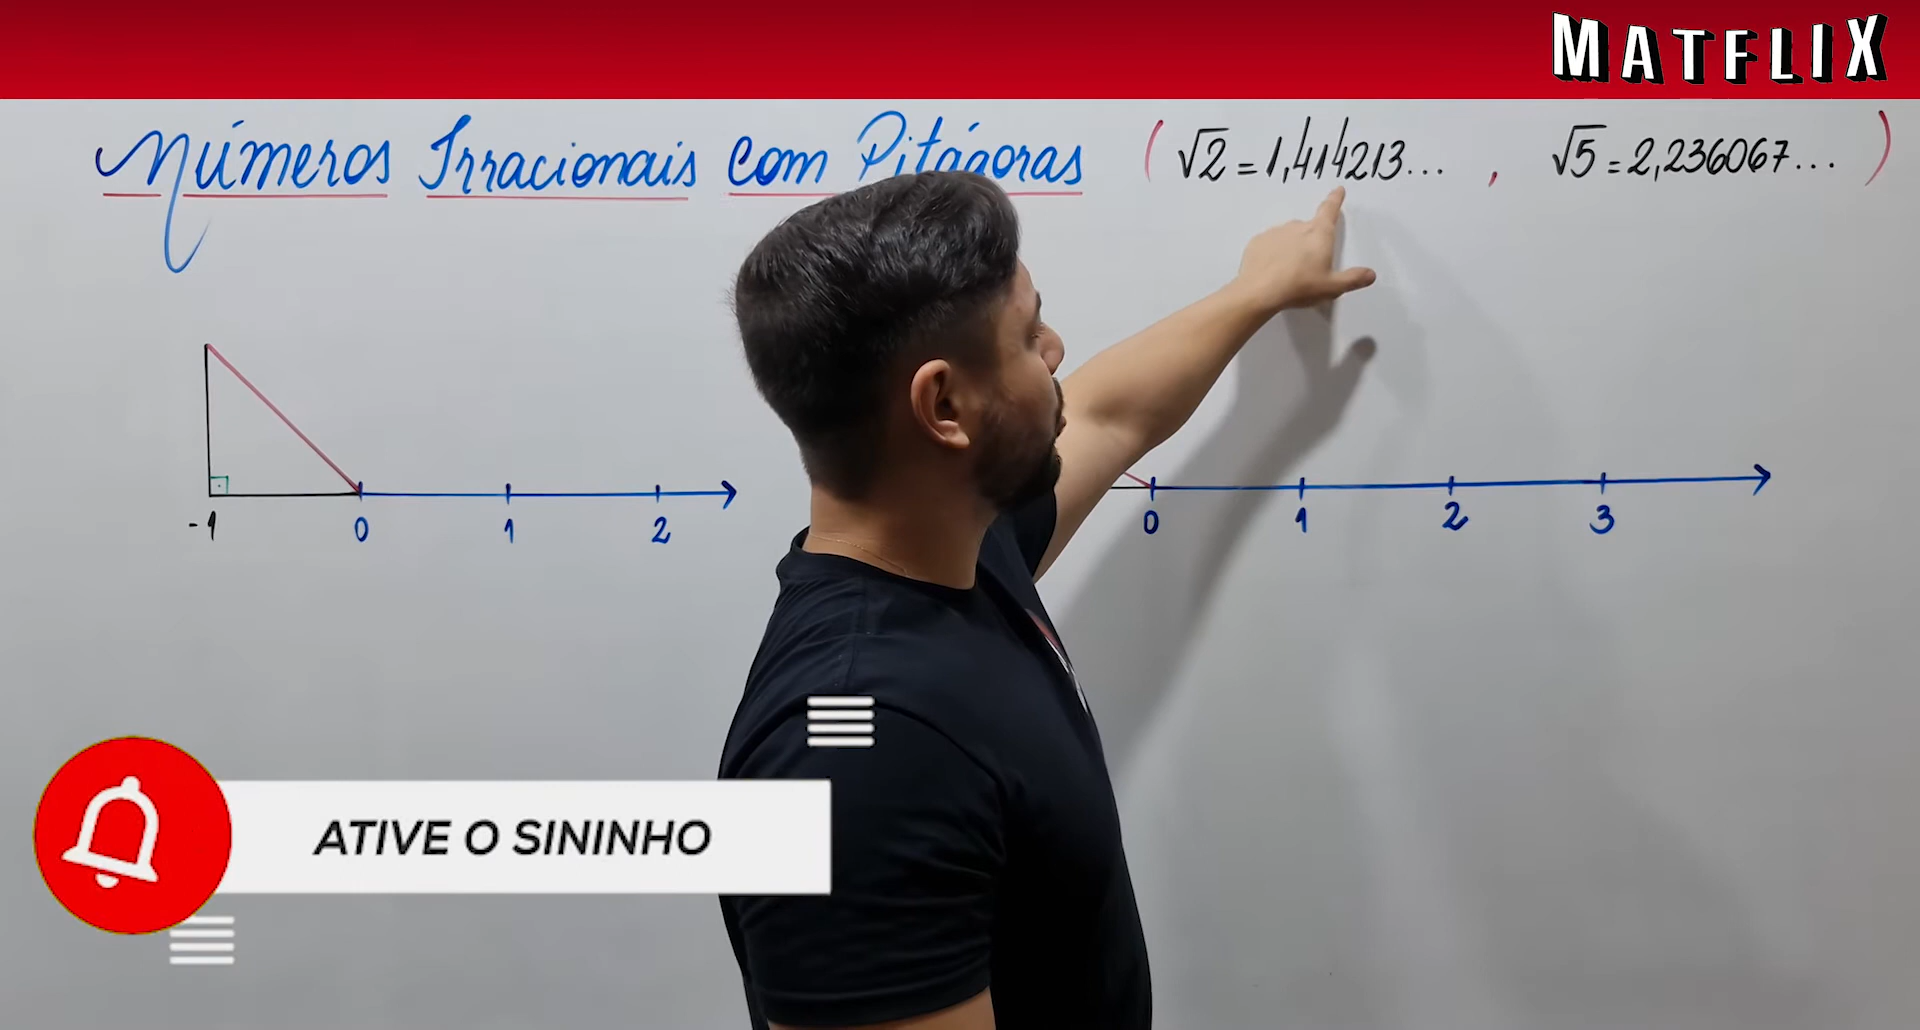 MATFLIX
Números Irracionais com Pitágoras ( √2 = 1,414213... , √5 = 2,236067... )
-1 0 1 2
0 1 2 3
ATIVE O SININHO